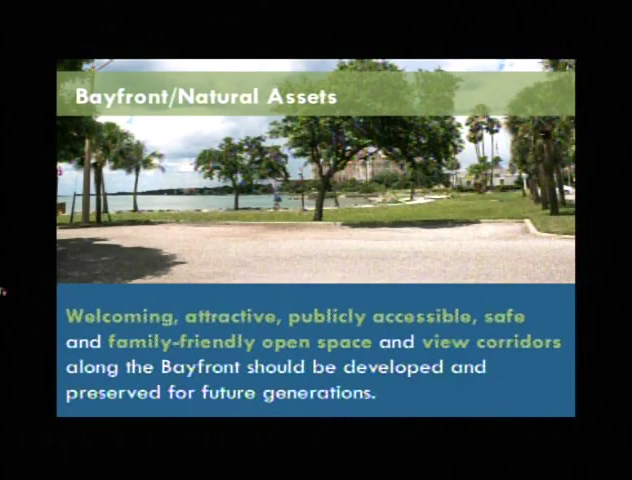 Bayfront/Natural Assets
Welcoming, attractive, publicly accessible, safe
and family-friendly open space and view corridors
along the Bayfront should be developed and
preserved for future generations.